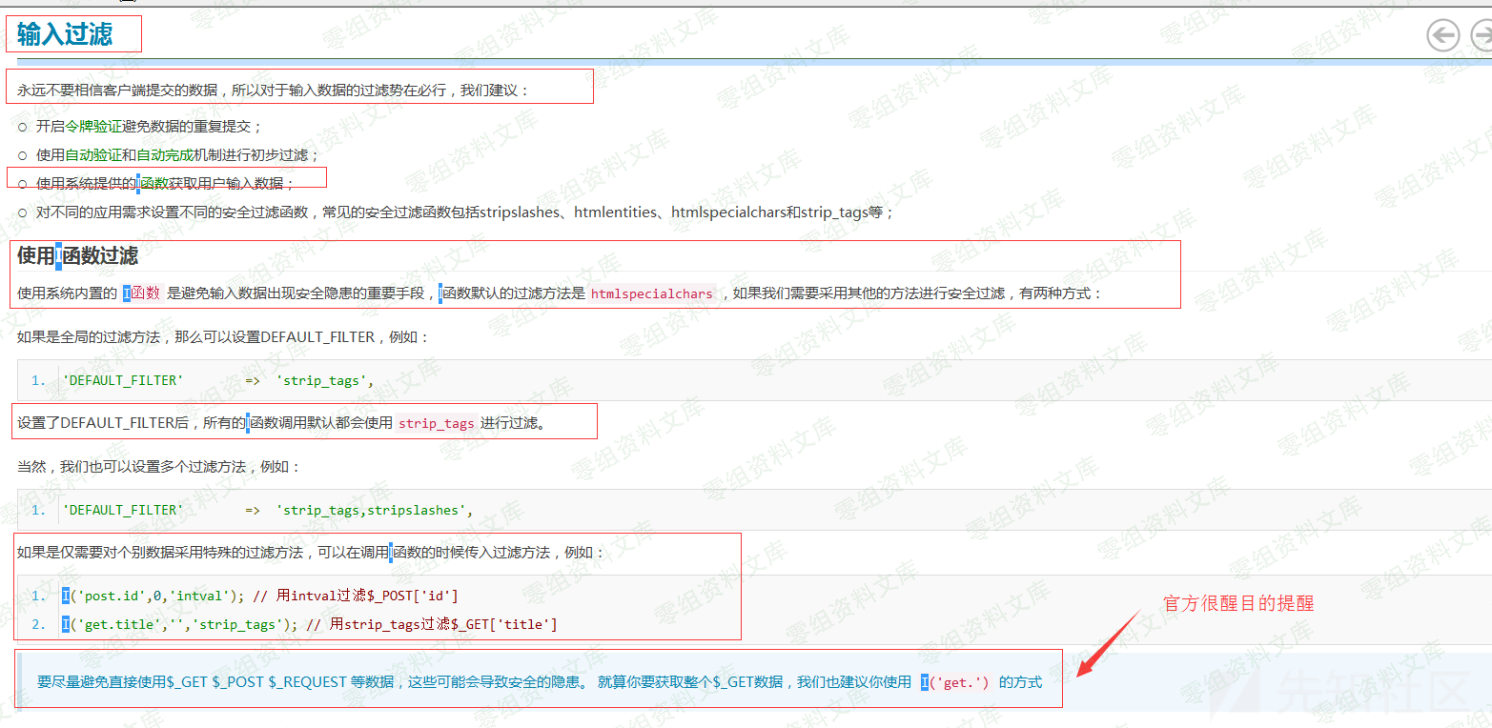 输入过滤
永远不要相信客户端提交的数据，所以对于输入数据的过滤势在必行，我们建议：
○ 开启令牌验证避免数据的重复提交；
○ 使用自动验证和自动完成机制进行初步过滤；
○ 使用系统提供的I函数获取用户输入数据；
○ 对不同的应用需求设置不同的安全过滤函数，常见的安全过滤函数包括stripslashes、htmlentities、htmlspecialchars和strip_tags等；
使用I函数过滤
使用系统内置的 I函数 是避免输入数据出现安全隐患的重要手段，I函数默认的过滤方法是 htmlspecialchars ，如果我们需要采用其他的方法进行安全过滤，有两种方式：
如果是全局的过滤方法，那么可以设置DEFAULT_FILTER，例如：
1. 'DEFAULT_FILTER' => 'strip_tags',
设置了DEFAULT_FILTER后，所有的I函数调用默认都会使用 strip_tags 进行过滤。
当然，我们也可以设置多个过滤方法，例如：
1. 'DEFAULT_FILTER' => 'strip_tags,stripslashes',
如果是仅需要对个别数据采用特殊的过滤方法，可以在调用I函数的时候传入过滤方法，例如：
1. I('post.id',0,'intval'); // 用intval过滤$_POST['id']
2. I('get.title','','strip_tags'); // 用strip_tags过滤$_GET['title']
官方很醒目的提醒
要尽量避免直接使用$_GET $_POST $_REQUEST 等数据，这些可能会导致安全的隐患。 就算你要获取整个$_GET数据，我们也建议你使用 I('get.') 的方式
零组资料文库
先知社区